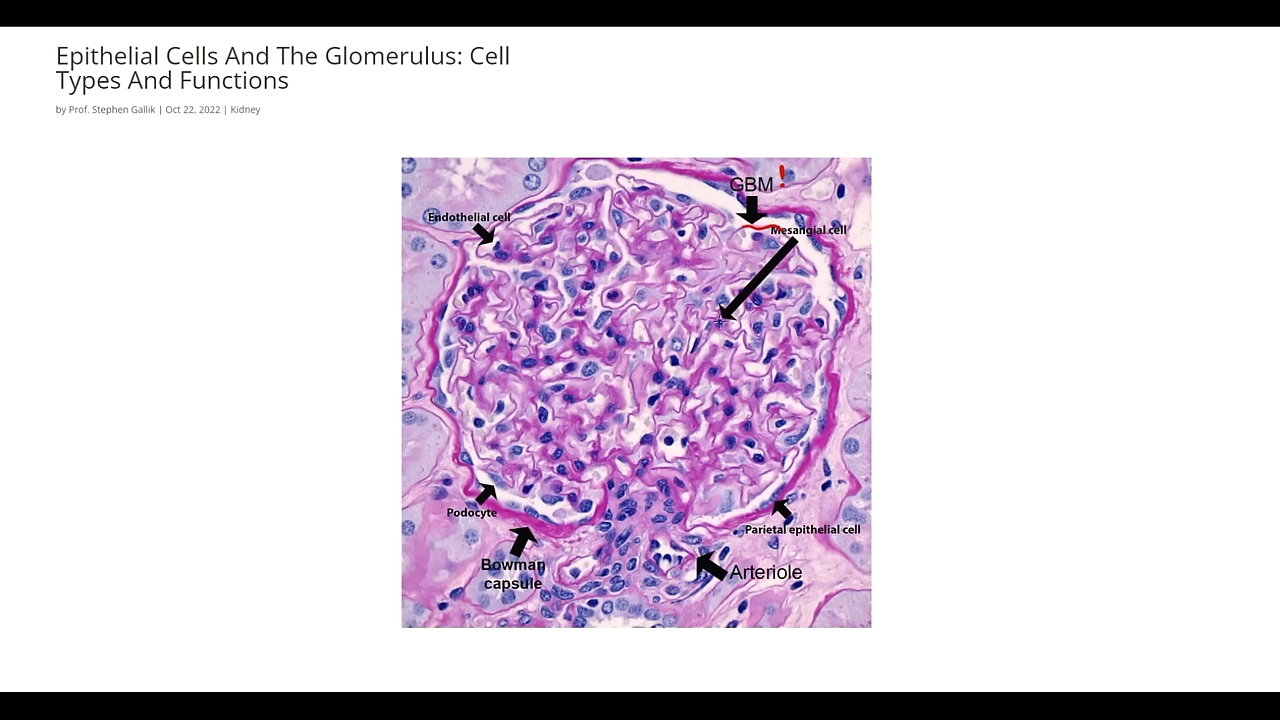 Epithelial Cells And The Glomerulus: Cell
Types And Functions
by Prof. Stephen Gallik | Oct 22, 2022 | Kidney
GBM !
Endothelial cell
Mesangial cell
Podocyte
Parietal epithelial cell
Bowman
capsule
Arteriole